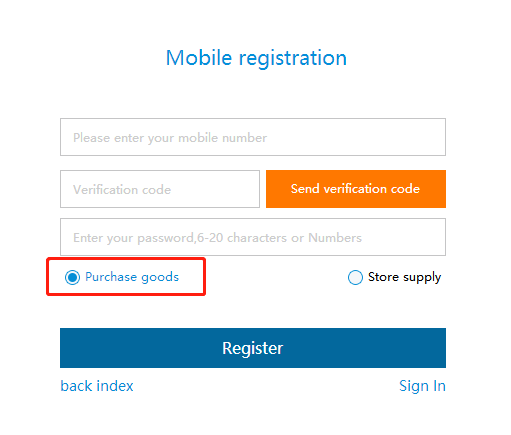 Mobile registration
Please enter your mobile number
Verification code
Send verification code
Enter your password,6-20 characters or Numbers
Purchase goods
Store supply
Register
back index
Sign In